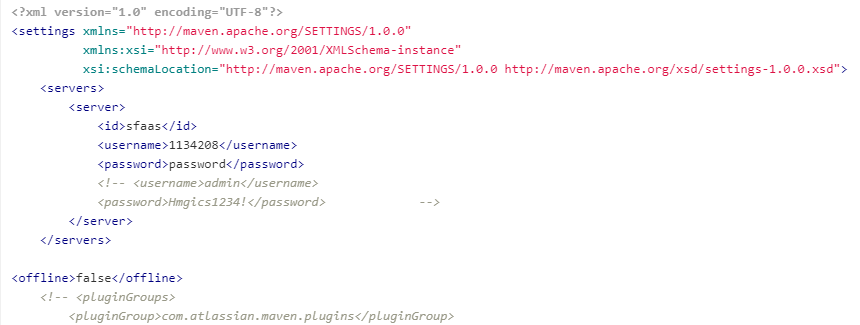 <?xml version="1.0" encoding="UTF-8"?>
<settings xmlns="http://maven.apache.org/SETTINGS/1.0.0"
          xmlns:xsi="http://www.w3.org/2001/XMLSchema-instance"
          xsi:schemaLocation="http://maven.apache.org/SETTINGS/1.0.0 http://maven.apache.org/xsd/settings-1.0.0.xsd">
    <servers>
        <server>
            <id>sfaas</id>
            <username>1134208</username>
            <password>password</password>
            <!-- <username>admin</username>
            <password>Hmgics1234!</password>                 -->
        </server>
    </servers>

<offline>false</offline>
    <!-- <pluginGroups>
        <pluginGroup>com.atlassian.maven.plugins</pluginGroup>